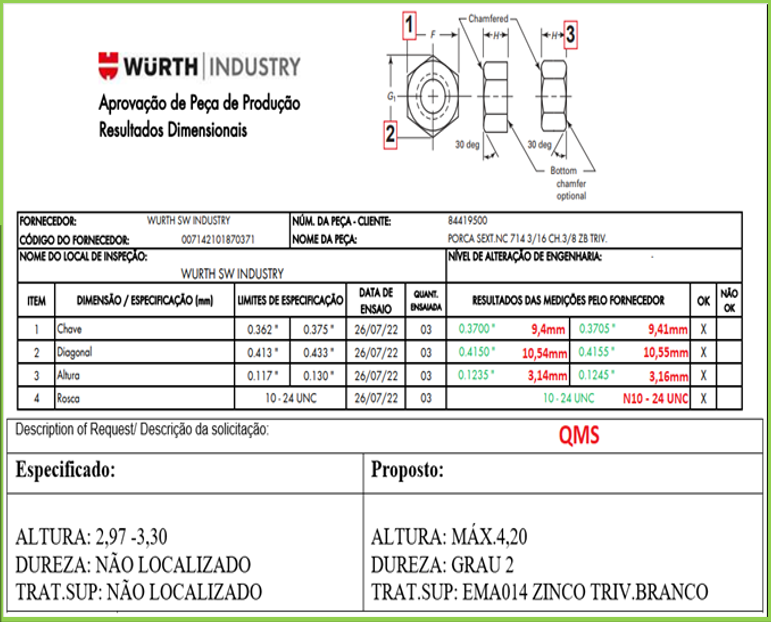 1
F
Chamfered
H
H
3
WÜRTH INDUSTRY
Aprovação de Peça de Produção
Resultados Dimensionais
G1
2
30 deg
30 deg
Bottom
chamfer
optional
FORNECEDOR: WURTH SW INDUSTRY NÚM. DA PEÇA - CLIENTE: 84419500
CÓDIGO DO FORNECEDOR: 007142101870371 NOME DA PEÇA: PORCA SEXT.NC 714 3/16 CH.3/8 ZB TRIV.
NOME DO LOCAL DE INSPEÇÃO: NÍVEL DE ALTERAÇÃO DE ENGENHARIA: -
WURTH SW INDUSTRY
ITEM DIMENSÃO / ESPECIFICAÇÃO (mm) LIMITES DE ESPECIFICAÇÃO DATA DE ENSAIO QUANT. ENSAIADA RESULTADOS DAS MEDIÇÕES PELO FORNECEDOR OK NÃO OK
1 Chave 0.362 " 0.375 " 26/07/22 03 0.3700 " 9,4mm 0.3705 " 9,41mm X
2 Diagonal 0.413 " 0.433 " 26/07/22 03 0.4150 " 10,54mm 0.4155 " 10,55mm X
3 Altura 0.117 " 0.130 " 26/07/22 03 0.1235 " 3,14mm 0.1245 " 3,16mm X
4 Rosca 10 - 24 UNC 26/07/22 03 10 - 24 UNC N10 - 24 UNC X
Description of Request/ Descrição da solicitação: QMS
Especificado: Proposto:
ALTURA: 2,97 -3,30 ALTURA: MÁX.4,20
DUREZA: NÃO LOCALIZADO DUREZA: GRAU 2
TRAT.SUP: NÃO LOCALIZADO TRAT.SUP: EMA014 ZINCO TRIV.BRANCO